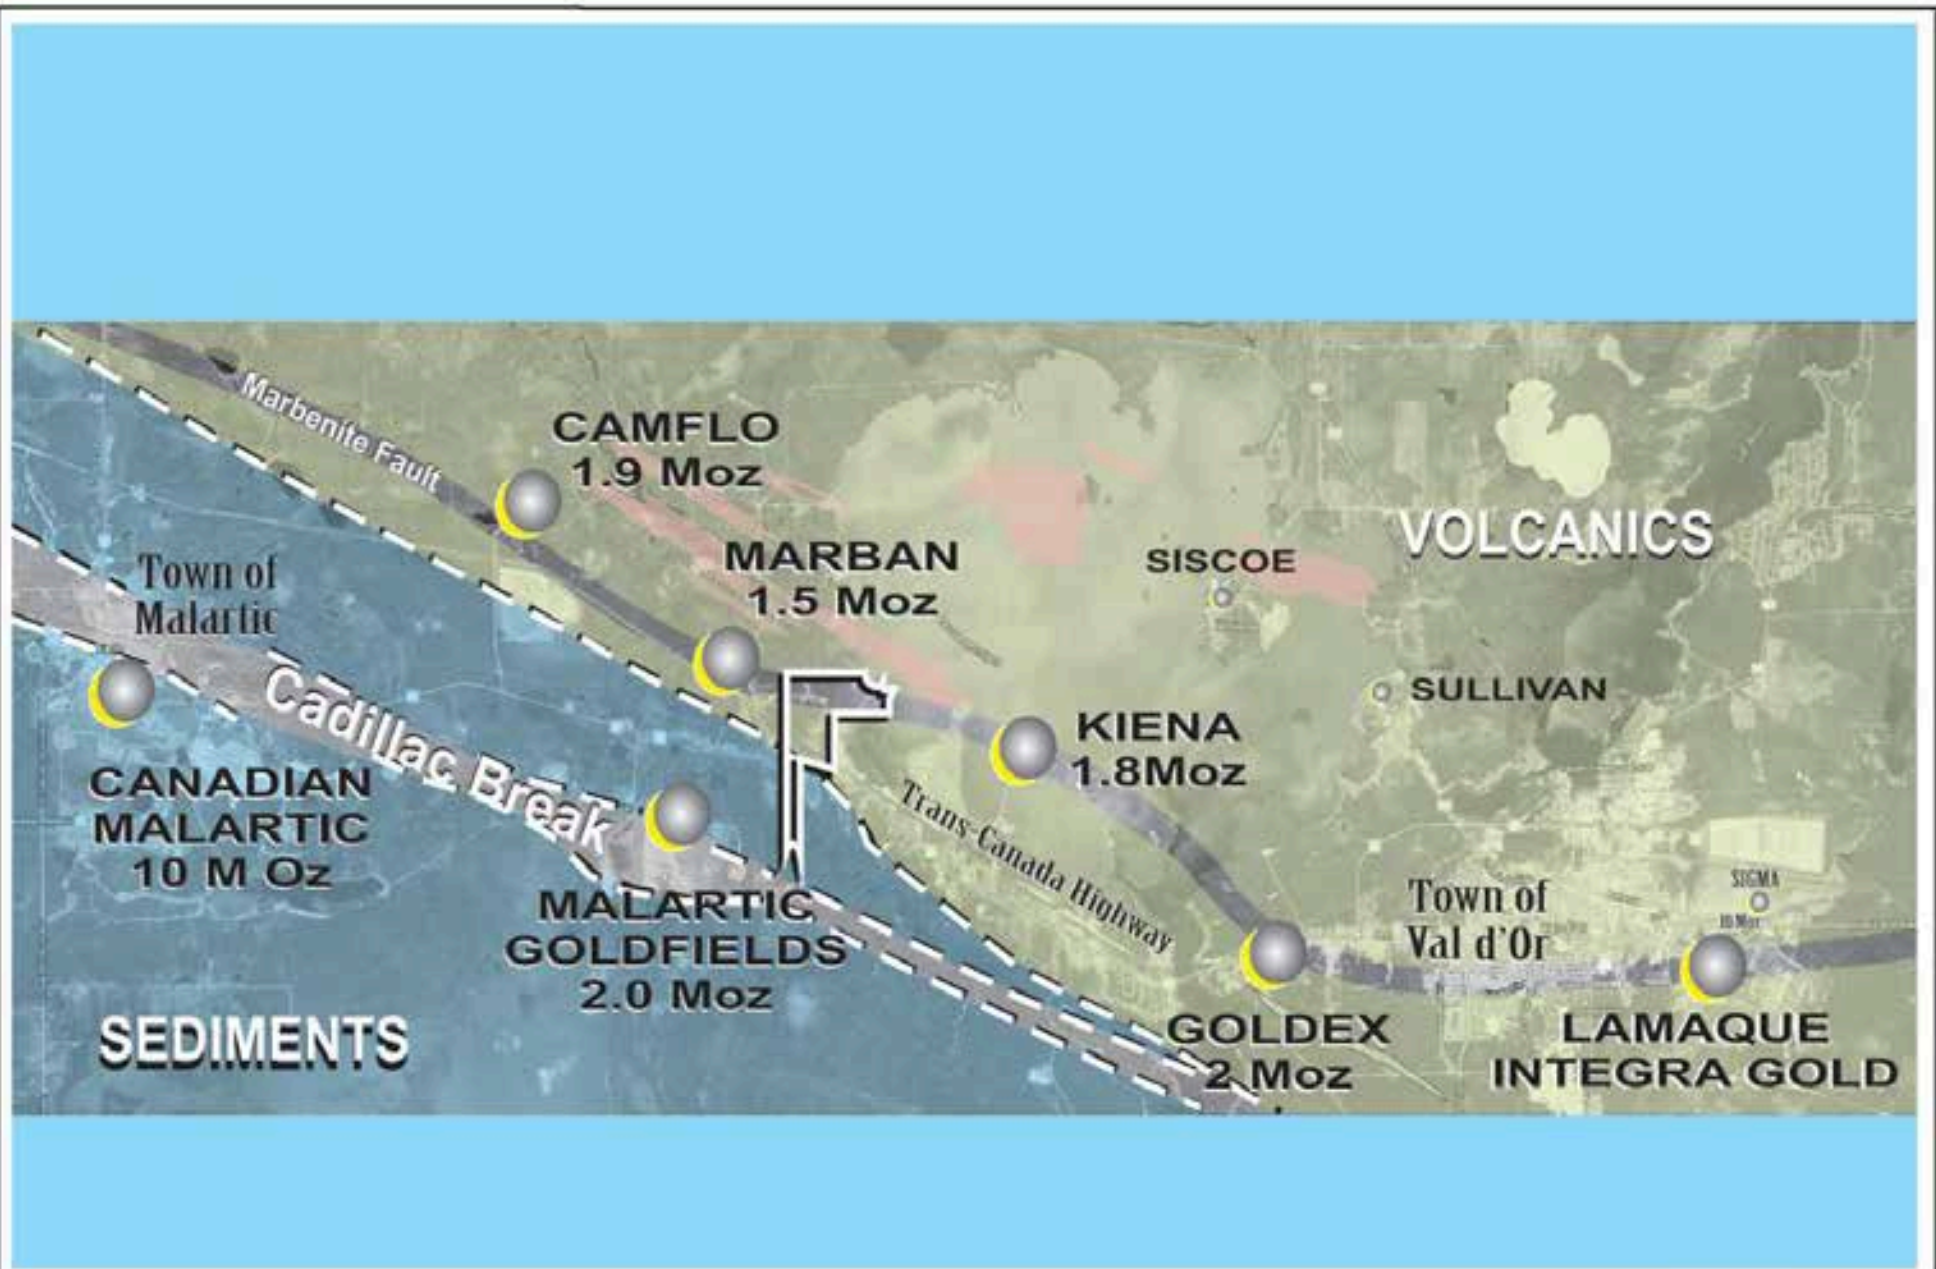 Marbenite Fault
CAMFLO
1.9 Moz
VOLCANICS
MARBAN
1.5 Moz
SISCOE
Town of
Malartic
Cadillac Break
SULLIVAN
KIENA
1.8Moz
CANADIAN
MALARTIC
10 M Oz
Trans-Canada Highway
MALARTIC
GOLDFIELDS
2.0 Moz
Town of
Val d'Or
SIGMA
SEDIMENTS
GOLDEX
2 Moz
LAMAQUE
INTEGRA GOLD